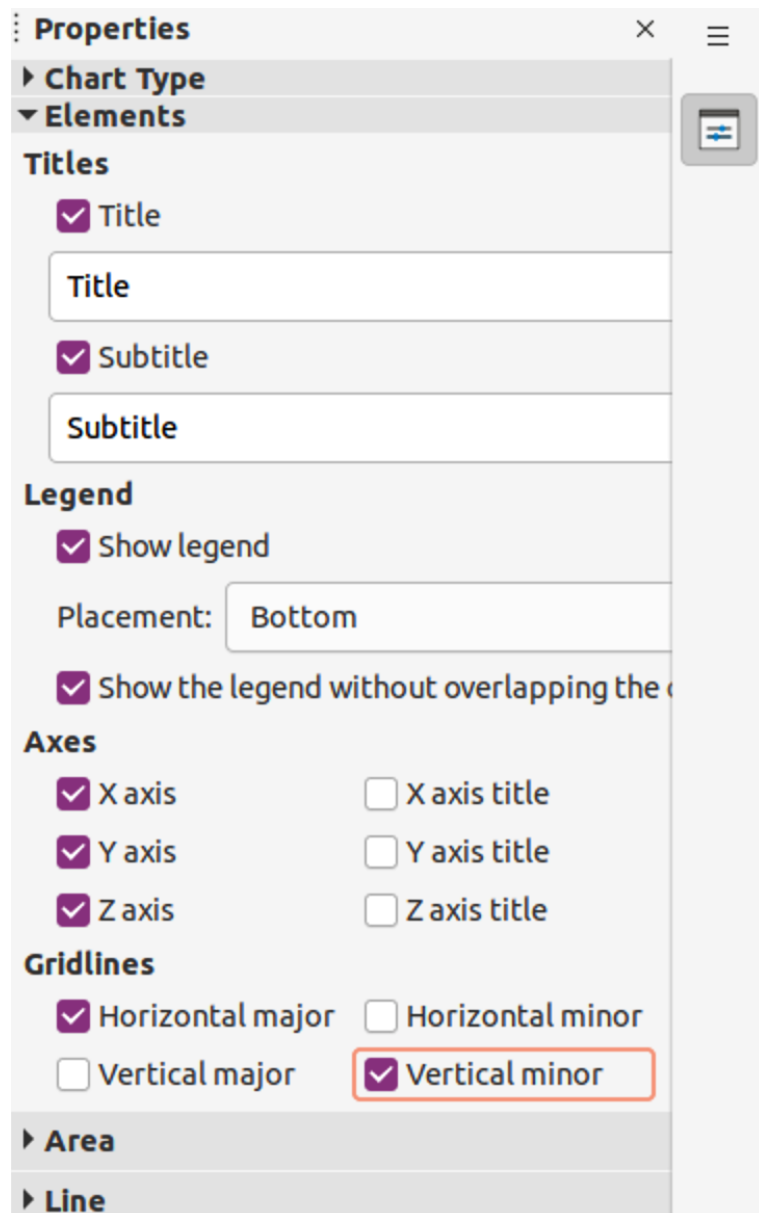 Properties
Chart Type
Elements
Titles
Title
Title
Subtitle
Subtitle
Legend
Show legend
Placement: Bottom
Show the legend without overlapping the
Axes
X axis X axis title
Y axis Y axis title
Z axis Z axis title
Gridlines
Horizontal major Horizontal minor
Vertical major Vertical minor
Area
Line